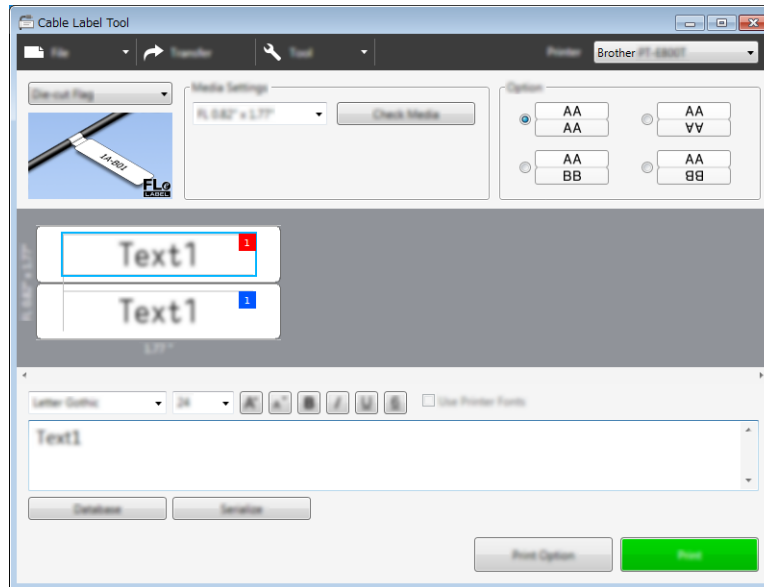 Cable Label Tool
File
Transfer
Tool
Printer
Brother
Die-cut Flag
Media Settings
FL 0.82" x 1.77"
Check Media
Option
AA
AA
AA
AA
AA
BB
AA
BB
1A-B01
FLe
LABEL
Text1
1
Text1
1
1.77"
Letter Gothic
24
A
A
B
I
U
S
Use Printer Fonts
Text1
Database
Serialize
Print Option
Print